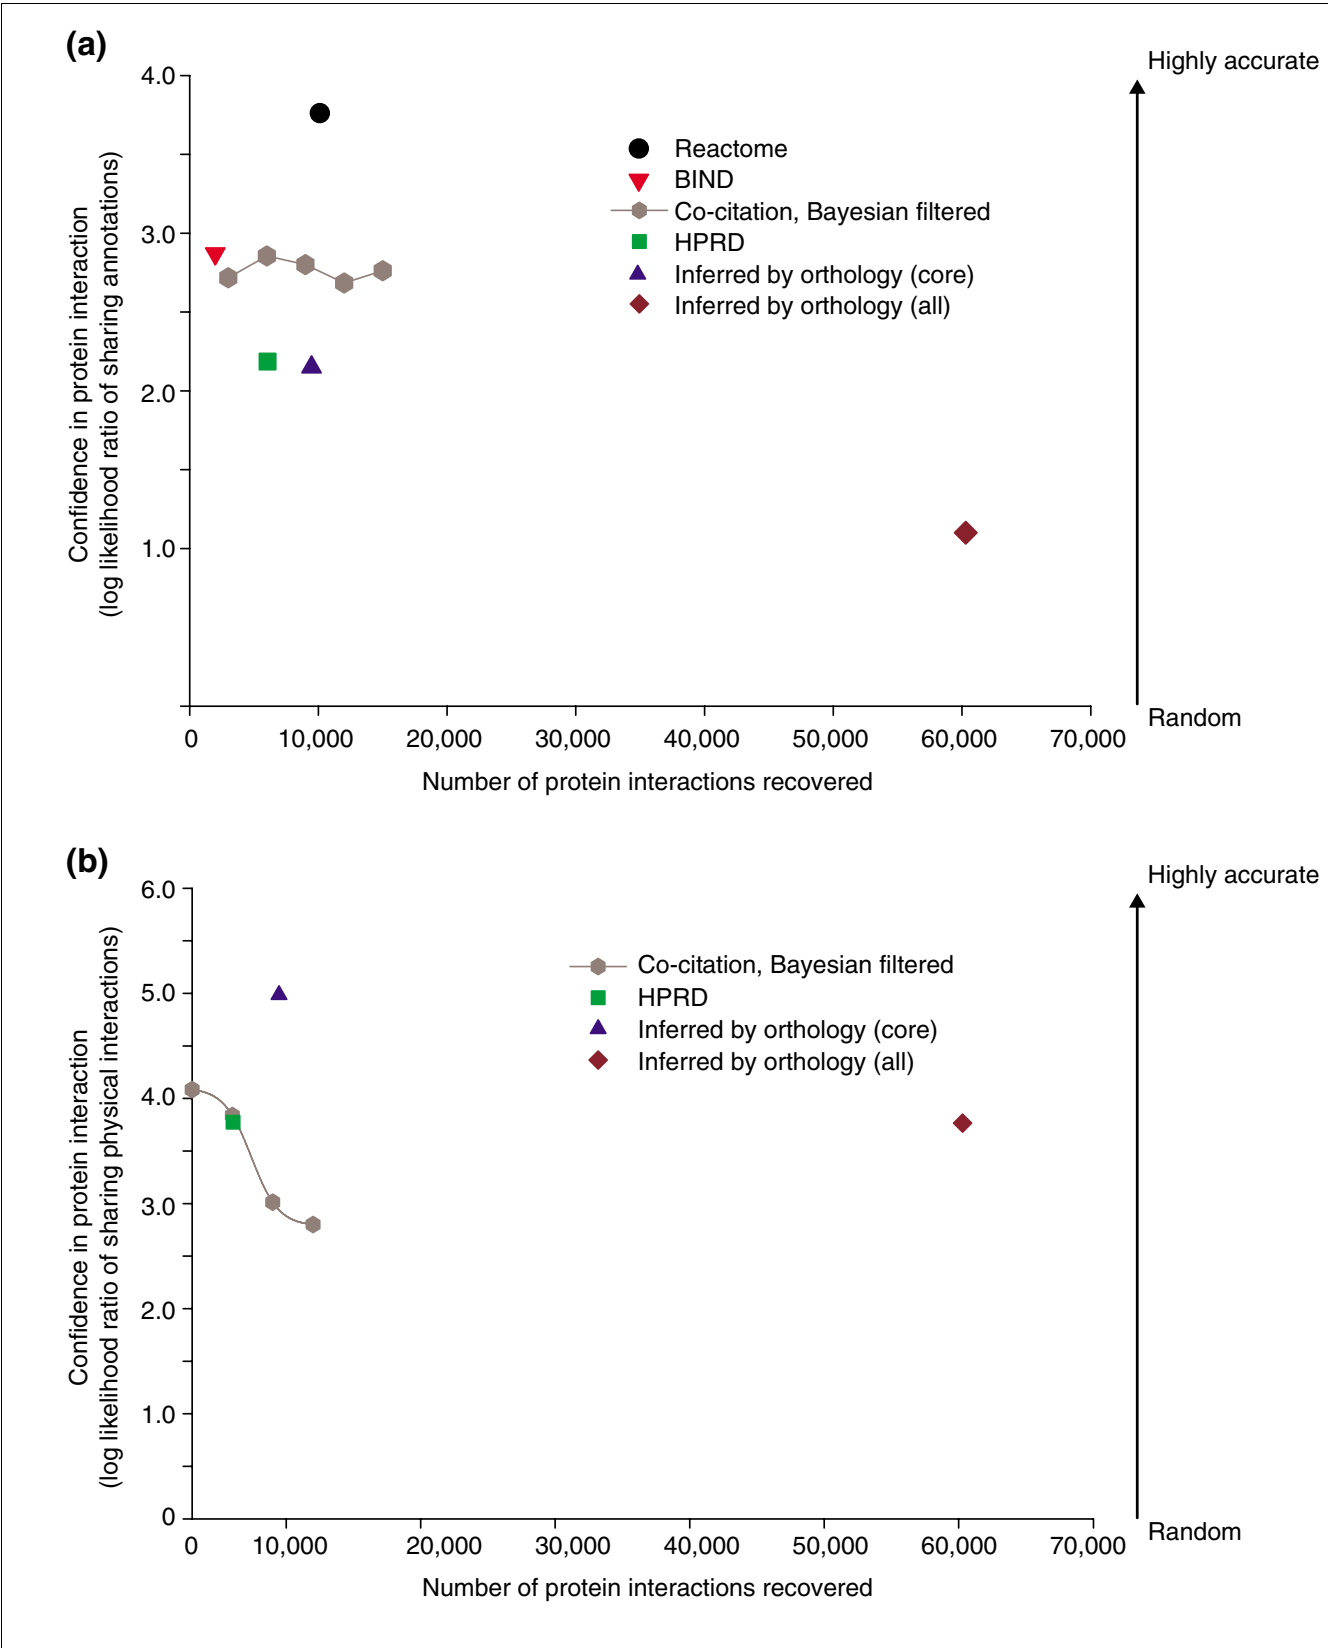 (a)
Highly accurate
4.0
3.0
2.0
1.0
Confidence in protein interaction
(log likelihood ratio of sharing annotations)
Reactome
BIND
Co-citation, Bayesian filtered
HPRD
Inferred by orthology (core)
Inferred by orthology (all)
Random
0 10,000 20,000 30,000 40,000 50,000 60,000 70,000
Number of protein interactions recovered
(b)
Highly accurate
6.0
5.0
4.0
3.0
2.0
1.0
0
Confidence in protein interaction
(log likelihood ratio of sharing physical interactions)
Co-citation, Bayesian filtered
HPRD
Inferred by orthology (core)
Inferred by orthology (all)
Random
0 10,000 20,000 30,000 40,000 50,000 60,000 70,000
Number of protein interactions recovered